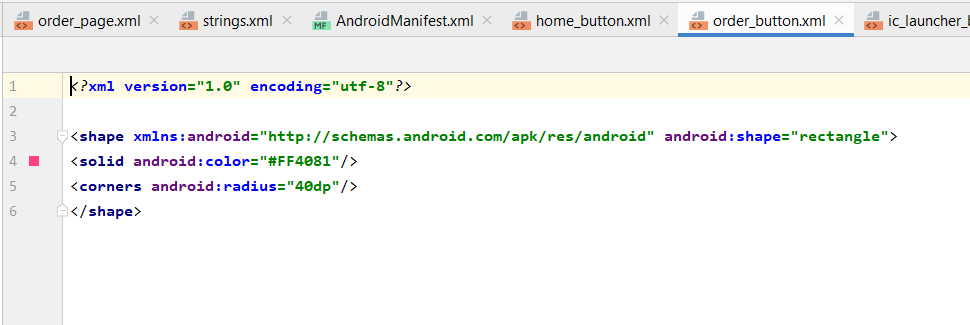 order_page.xml strings.xml AndroidManifest.xml home_button.xml order_button.xml ic_launcher_b
1 <?xml version="1.0" encoding="utf-8"?>
2
3 <shape xmlns:android="http://schemas.android.com/apk/res/android" android:shape="rectangle">
4 <solid android:color="#FF4081"/>
5 <corners android:radius="40dp"/>
6 </shape>